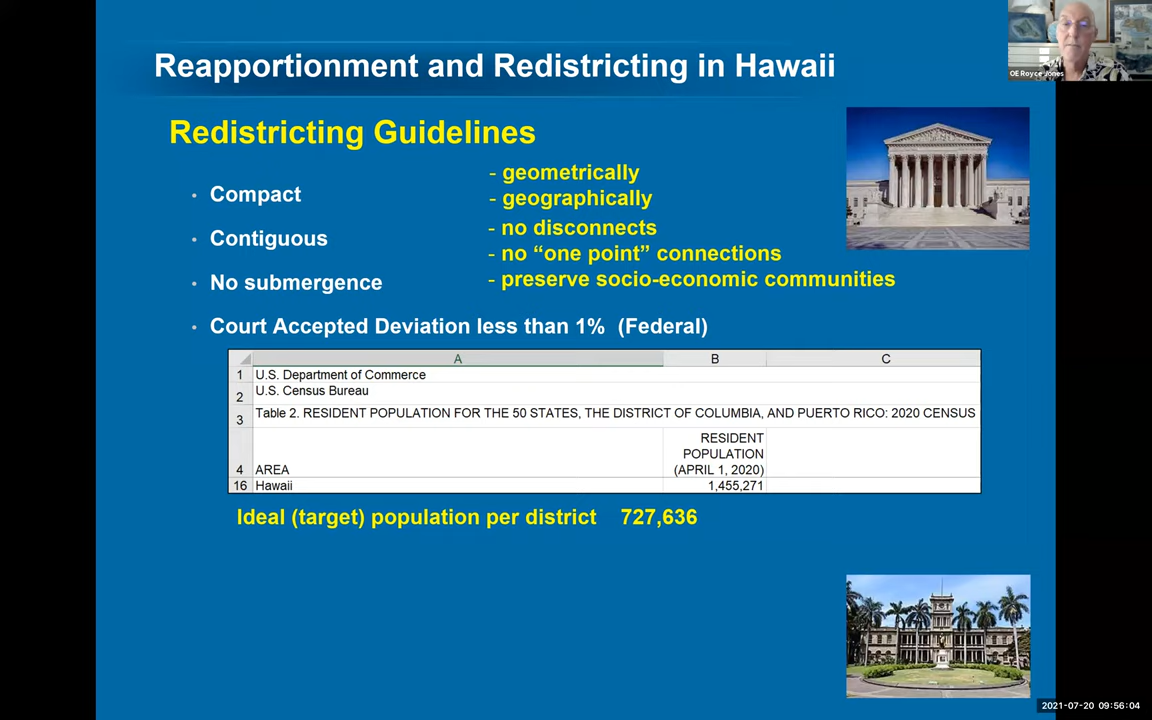 Reapportionment and Redistricting in Hawaii
OE Royce Jones
Redistricting Guidelines
• Compact
- geometrically
- geographically
• Contiguous
- no disconnects
- no “one point” connections
• No submergence
- preserve socio-economic communities
• Court Accepted Deviation less than 1% (Federal)
A B C
1 U.S. Department of Commerce
2 U.S. Census Bureau
3 Table 2. RESIDENT POPULATION FOR THE 50 STATES, THE DISTRICT OF COLUMBIA, AND PUERTO RICO: 2020 CENSUS
RESIDENT
POPULATION
4 AREA (APRIL 1, 2020)
16 Hawaii 1,455,271
Ideal (target) population per district 727,636
2021-07-20 09:56:04